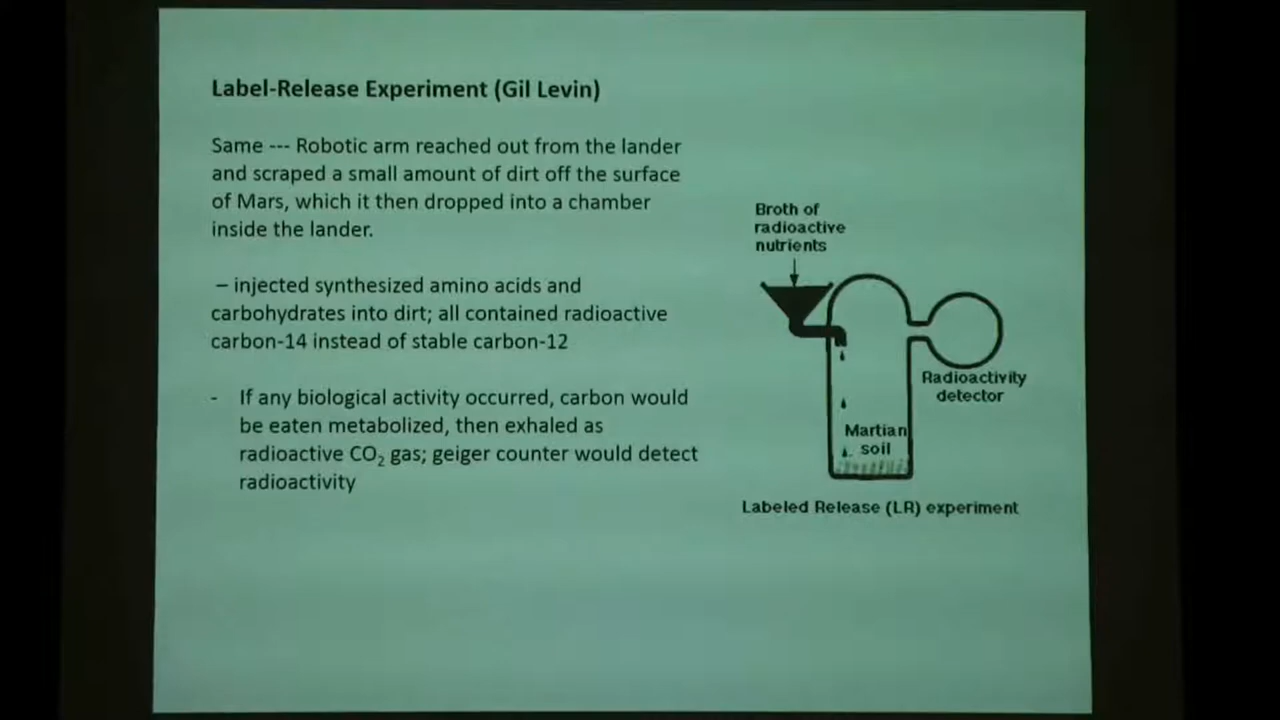 Label-Release Experiment (Gil Levin)
Same --- Robotic arm reached out from the lander
and scraped a small amount of dirt off the surface
of Mars, which it then dropped into a chamber
inside the lander.
– injected synthesized amino acids and
carbohydrates into dirt; all contained radioactive
carbon-14 instead of stable carbon-12
- If any biological activity occurred, carbon would
be eaten metabolized, then exhaled as
radioactive CO₂ gas; geiger counter would detect
radioactivity
Broth of
radioactive
nutrients
Radioactivity
detector
Martian
soil
Labeled Release (LR) experiment